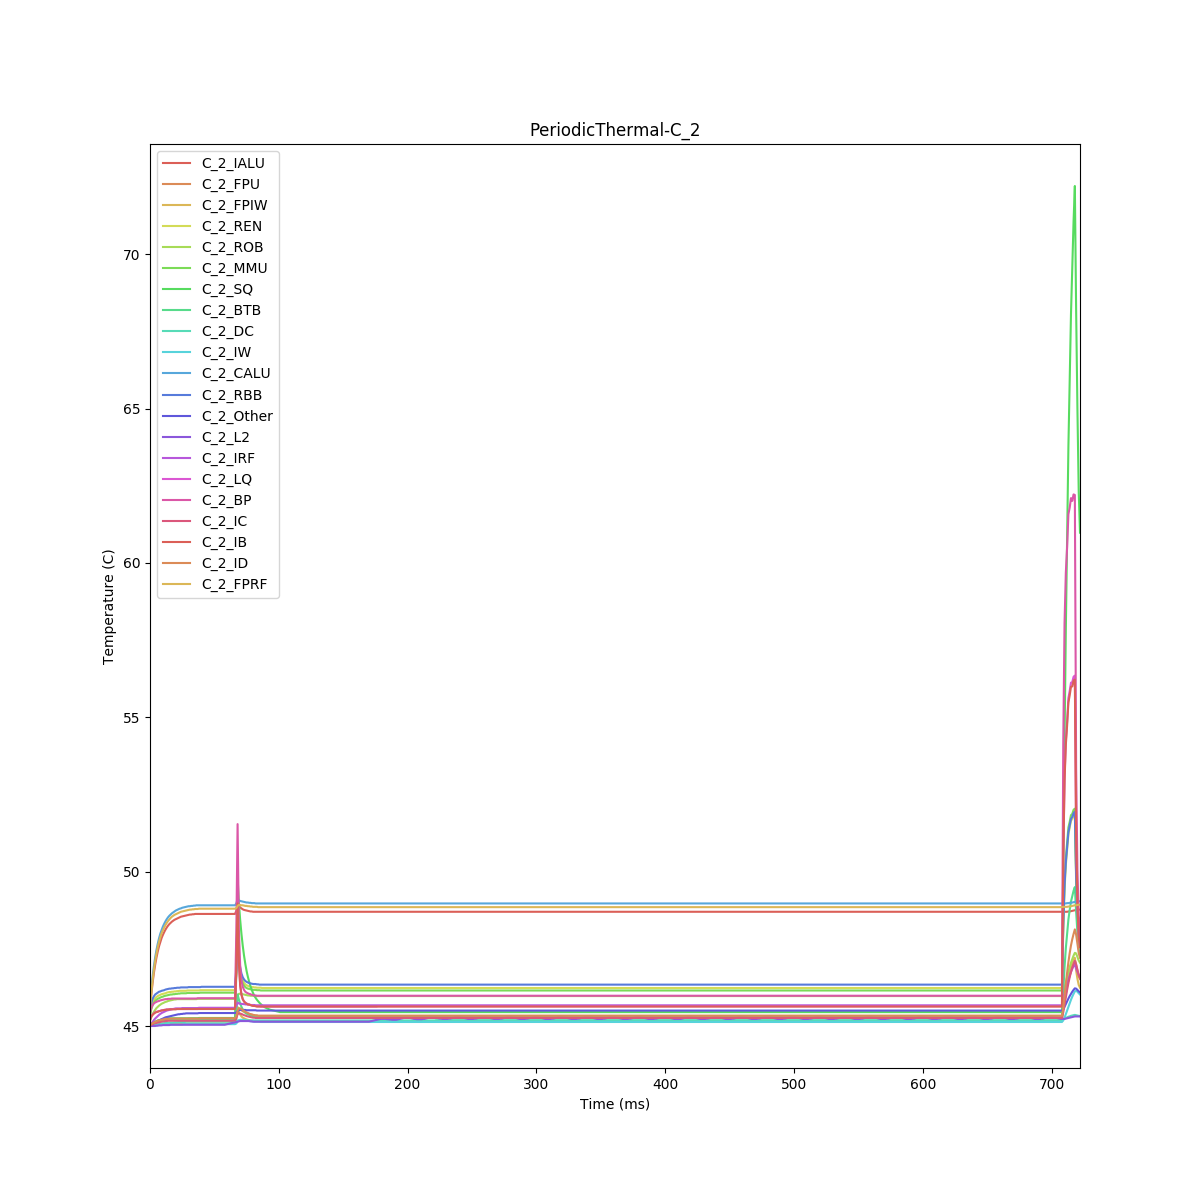 PeriodicThermal-C_2
C_2_IALU
C_2_FPU
C_2_FPIW
C_2_REN
C_2_ROB
C_2_MMU
C_2_SQ
C_2_BTB
C_2_DC
C_2_IW
C_2_CALU
C_2_RBB
C_2_Other
C_2_L2
C_2_IRF
C_2_LQ
C_2_BP
C_2_IC
C_2_IB
C_2_ID
C_2_FPRF
70
65
60
55
50
45
Temperature (C)
0 100 200 300 400 500 600 700
Time (ms)